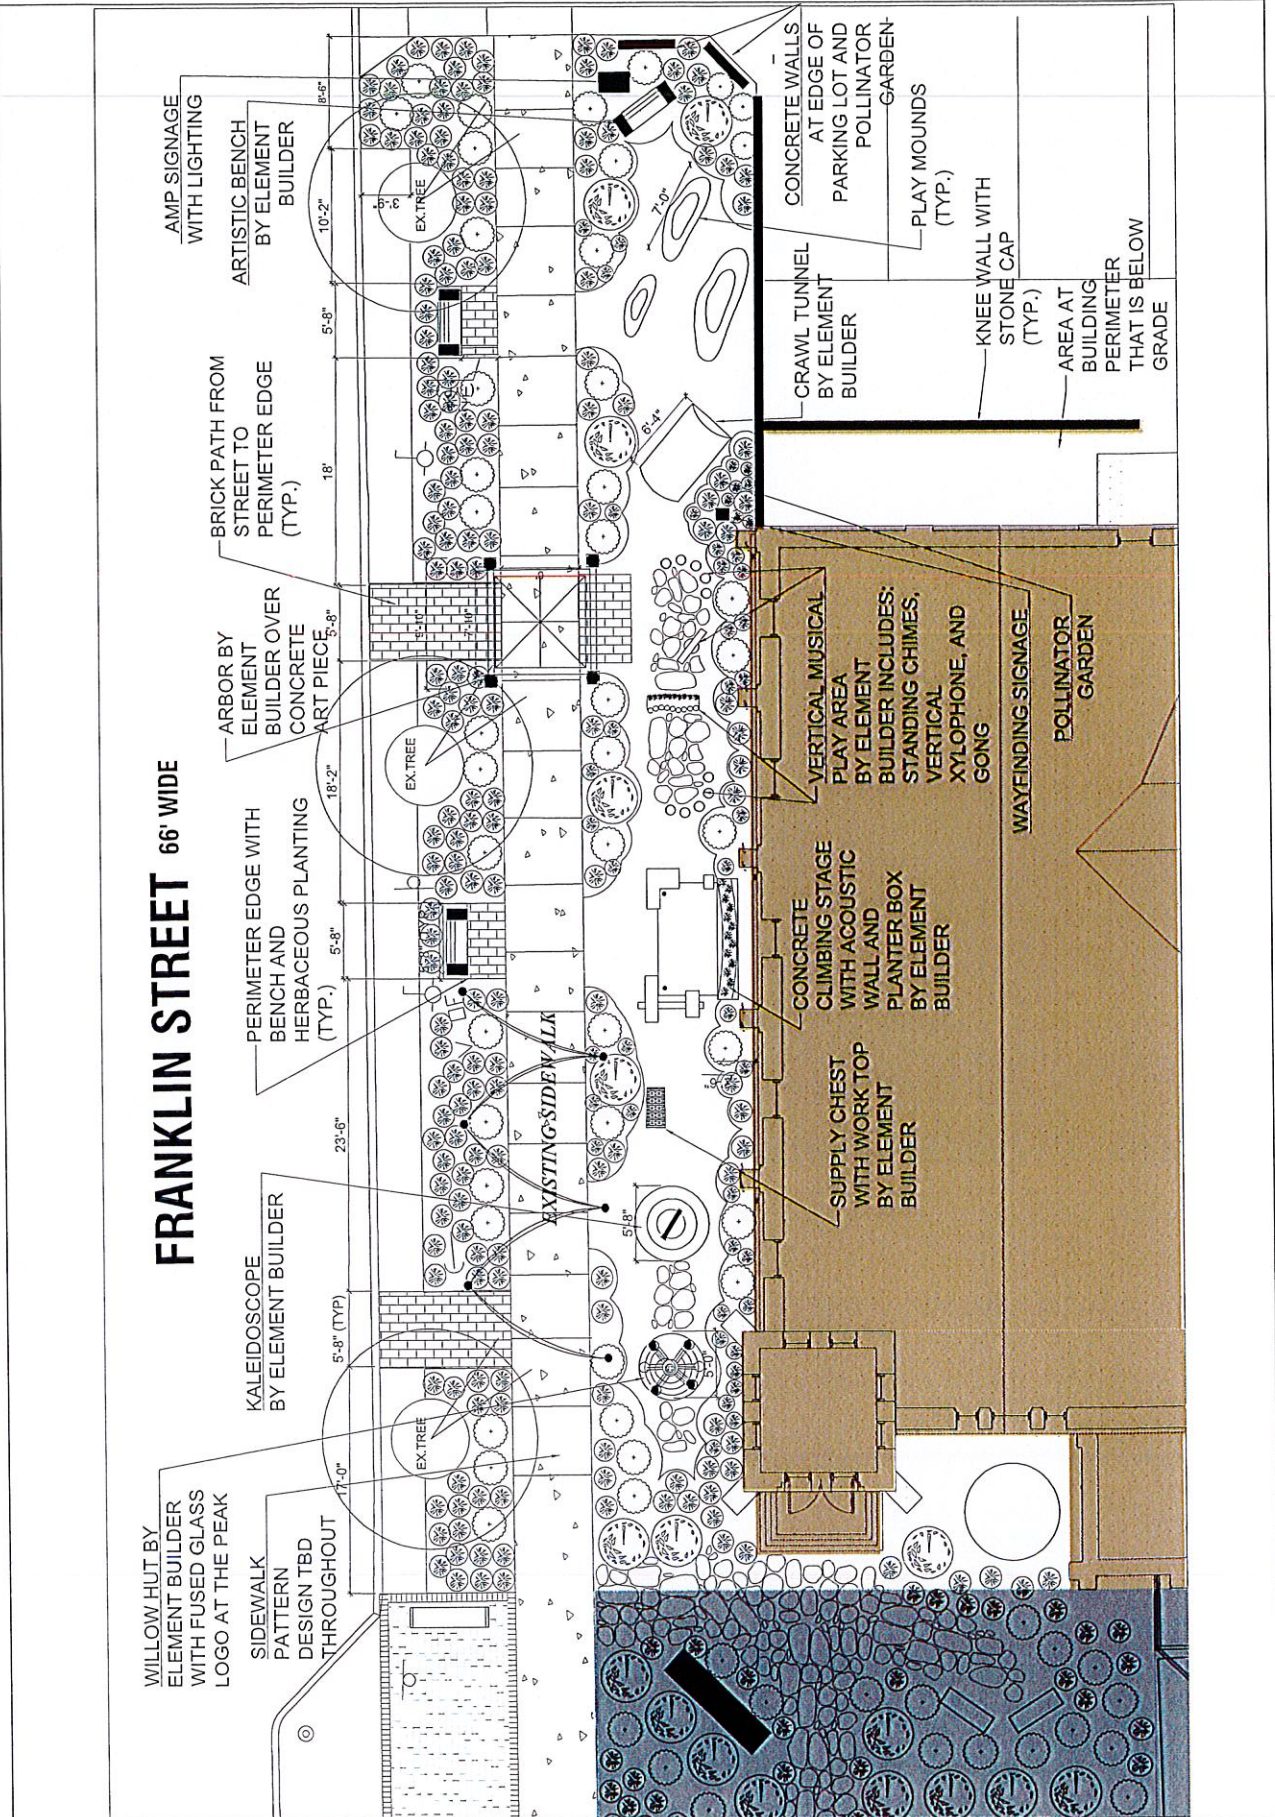 FRANKLIN STREET 66' WIDE
WILLOW HUT BY
ELEMENT BUILDER
WITH FUSED GLASS
LOGO AT THE PEAK
SIDEWALK
PATTERN
DESIGN TBD
THROUGHOUT
KALEIDOSCOPE
BY ELEMENT BUILDER
PERIMETER EDGE WITH
BENCH AND
HERBACEOUS PLANTING
(TYP.)
ARBOR BY
ELEMENT
BUILDER OVER
CONCRETE
ART PIECE
BRICK PATH FROM
STREET TO
PERIMETER EDGE
(TYP.)
AMP SIGNAGE
WITH LIGHTING
ARTISTIC BENCH
BY ELEMENT
BUILDER
17'-0"
5'-8" (TYP)
23'-6"
5'-8"
18'-2"
5'-8"
18'
5'-8"
10'-2"
8'-6"
EX.TREE
EX.TREE
EX.TREE
3'-9"
9'-10"
7'-10"
EXISTING SIDEWALK
5'-0"
5'-8"
6'-4"
7'-0"
SUPPLY CHEST
WITH WORK TOP
BY ELEMENT
BUILDER
CONCRETE
CLIMBING STAGE
WITH ACOUSTIC
WALL AND
PLANTER BOX
BY ELEMENT
BUILDER
VERTICAL MUSICAL
PLAY AREA
BY ELEMENT
BUILDER INCLUDES:
STANDING CHIMES,
VERTICAL
XYLOPHONE, AND
GONG
WAYFINDING SIGNAGE
POLLINATOR
GARDEN
CRAWL TUNNEL
BY ELEMENT
BUILDER
CONCRETE WALLS
AT EDGE OF
PARKING LOT AND
POLLINATOR
GARDEN
PLAY MOUNDS
(TYP.)
KNEE WALL WITH
STONE CAP
(TYP.)
AREA AT
BUILDING
PERIMETER
THAT IS BELOW
GRADE